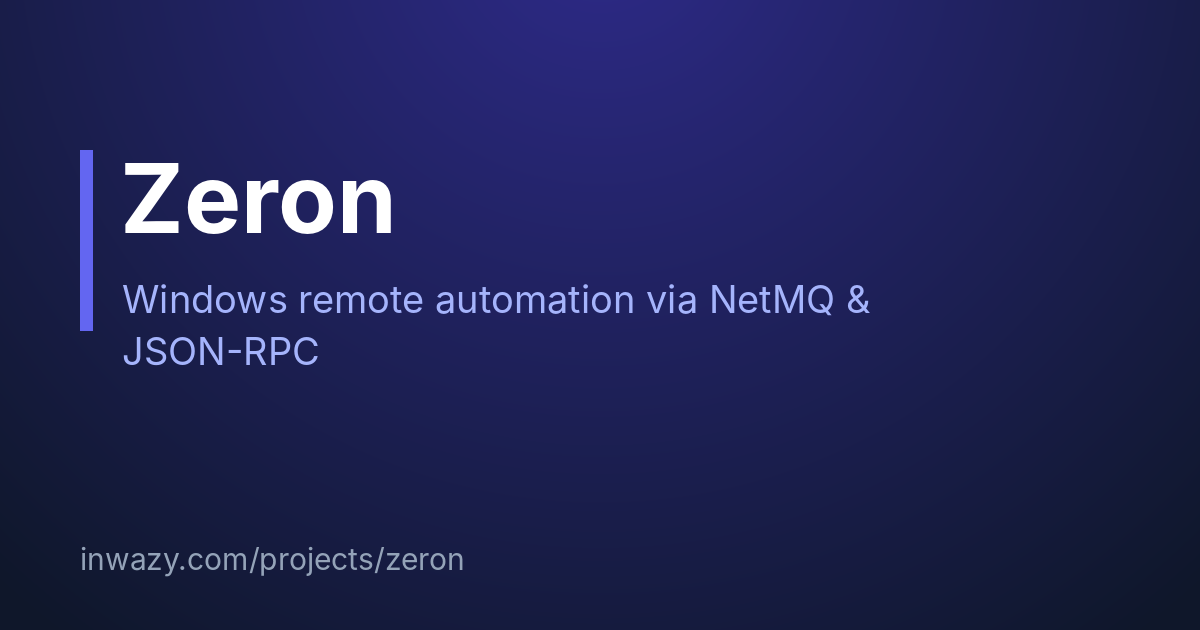 Zeron
Windows remote automation via NetMQ &
JSON-RPC
inwazy.com/projects/zeron